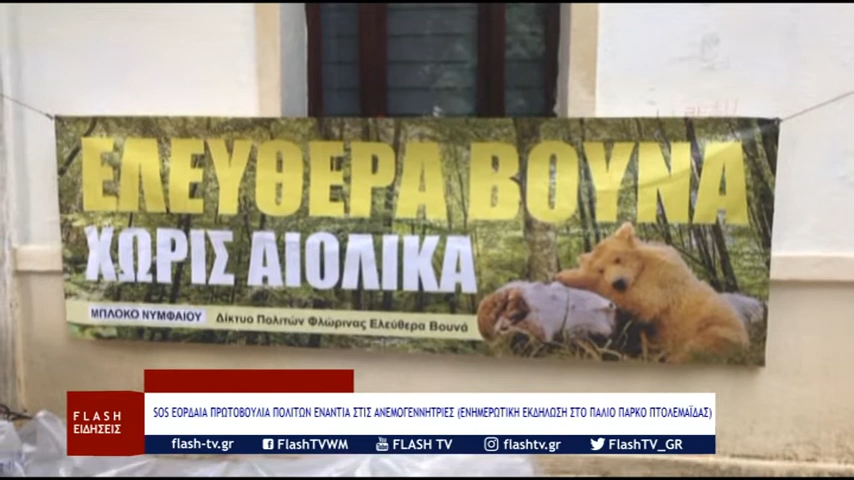 ΕΛΕΥΘΕΡΑ ΒΟΥΝΑ
ΧΩΡΙΣ ΑΙΟΛΙΚΑ
ΜΠΛΟΚΟ ΝΥΜΦΑΙΟΥ Δίκτυο Πολιτών Φλώρινας Ελεύθερα Βουνά
FLASH
ΕΙΔΗΣΕΙΣ
SOS ΕΟΡΔΑΙΑ ΠΡΩΤΟΒΟΥΛΙΑ ΠΟΛΙΤΩΝ ΕΝΑΝΤΙΑ ΣΤΙΣ ΑΝΕΜΟΓΕΝΝΗΤΡΙΕΣ (ΕΝΗΜΕΡΩΤΙΚΗ ΕΚΔΗΛΩΣΗ ΣΤΟ ΠΑΛΙΟ ΠΑΡΚΟ ΠΤΟΛΕΜΑΪΔΑΣ)
flash-tv.gr FlashTVWM FLASH TV flashtv.gr FlashTV_GR